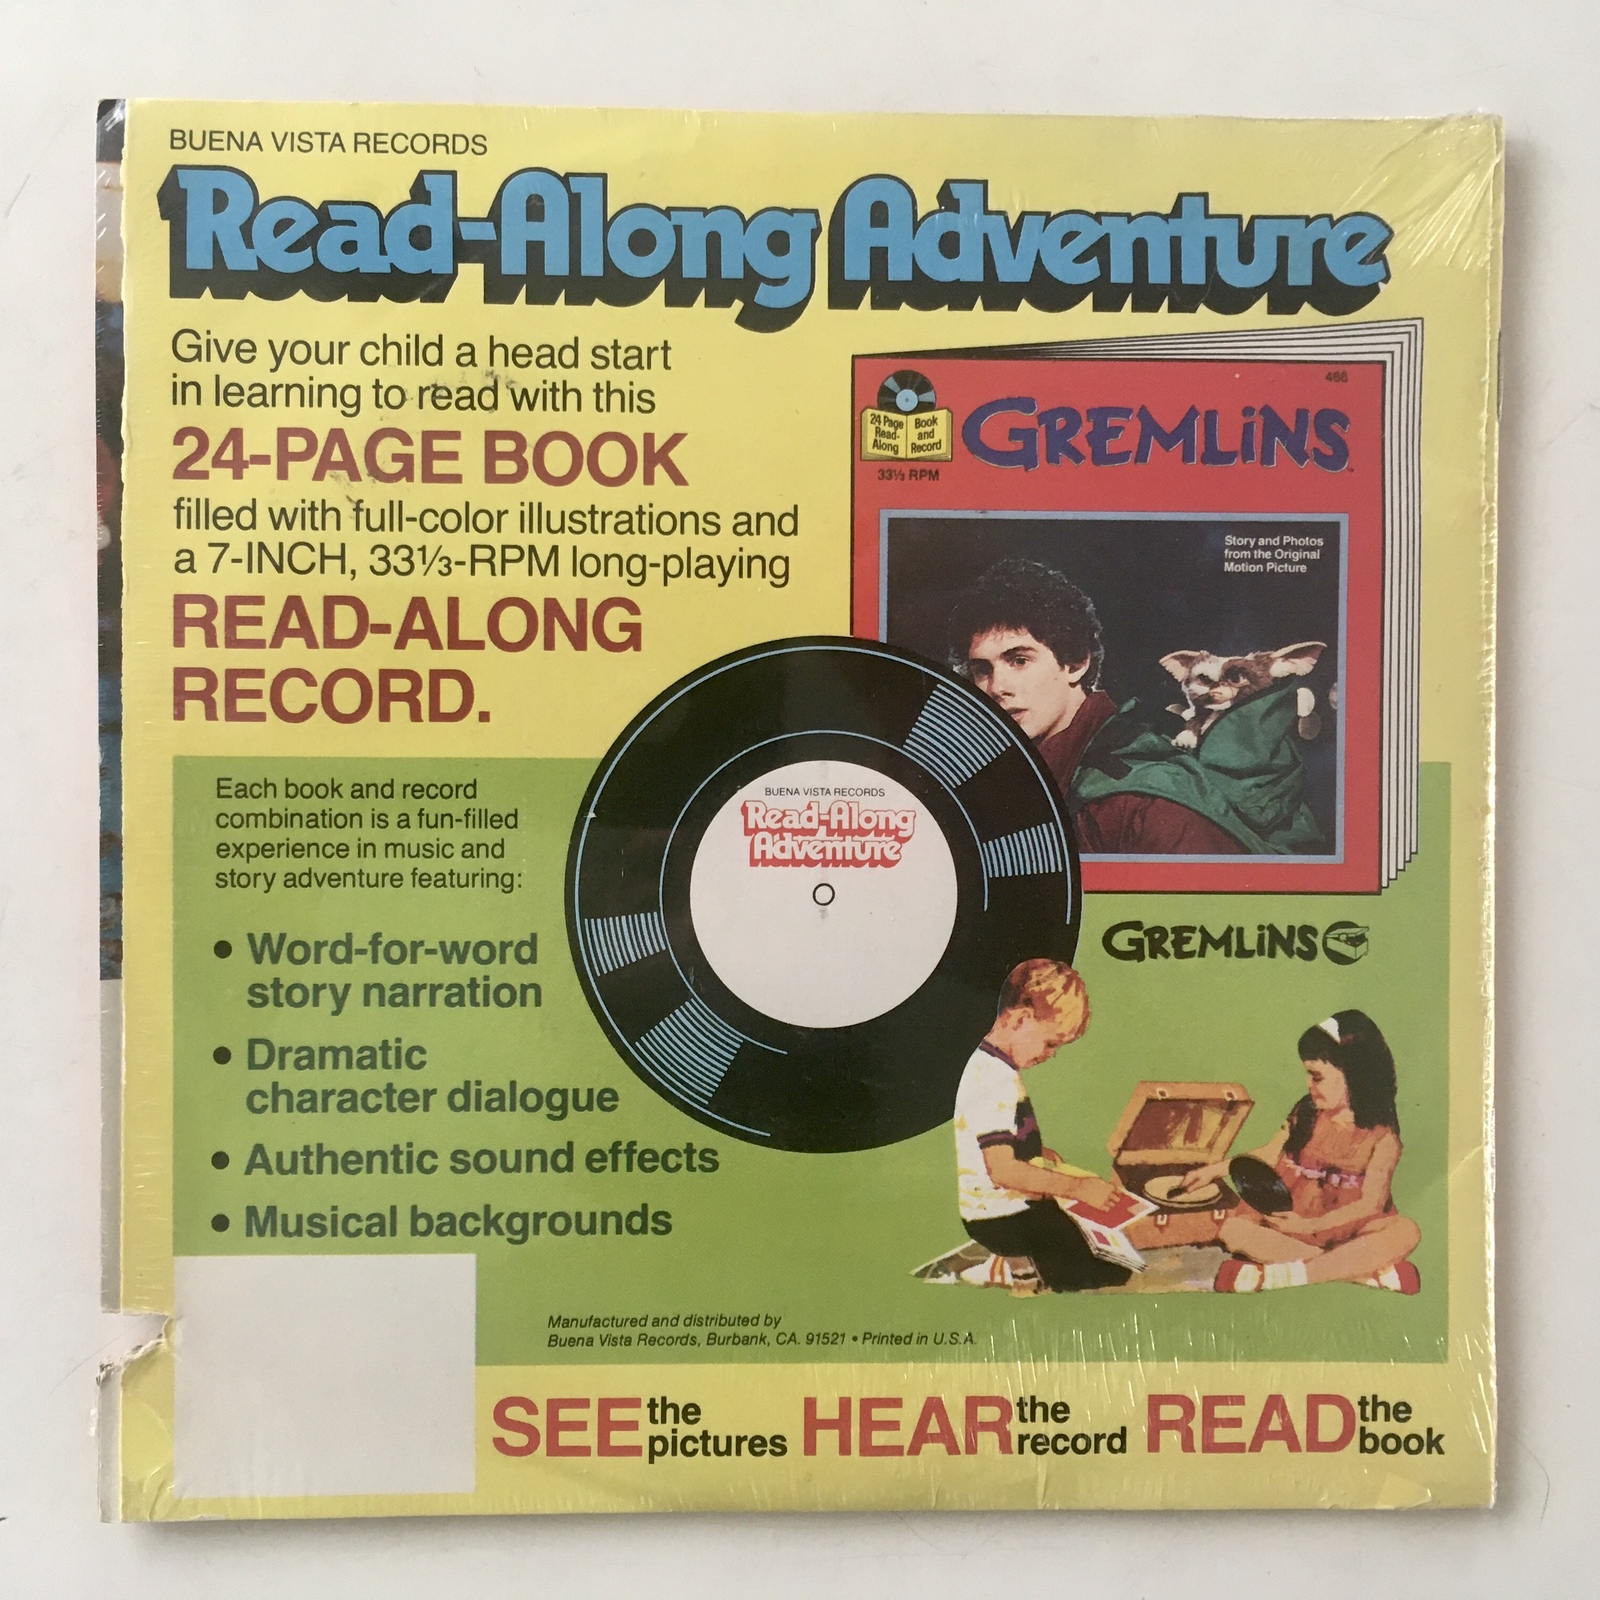 BUENA VISTA RECORDS
Read-Along Adventure
Give your child a head start
in learning to read with this
24-PAGE BOOK
filled with full-color illustrations and
a 7-INCH, 33⅓-RPM long-playing
READ-ALONG
RECORD.
466
24 Page
Read-
Along
Book
and
Record
33⅓ RPM
GREMLiNS
Story and Photos
from the Original
Motion Picture
BUENA VISTA RECORDS
Read-Along
Adventure
GREMLiNS
Each book and record
combination is a fun-filled
experience in music and
story adventure featuring:
• Word-for-word
story narration
• Dramatic
character dialogue
• Authentic sound effects
• Musical backgrounds
Manufactured and distributed by
Buena Vista Records, Burbank, CA. 91521 • Printed in U.S.A.
SEE the pictures HEAR the record READ the book